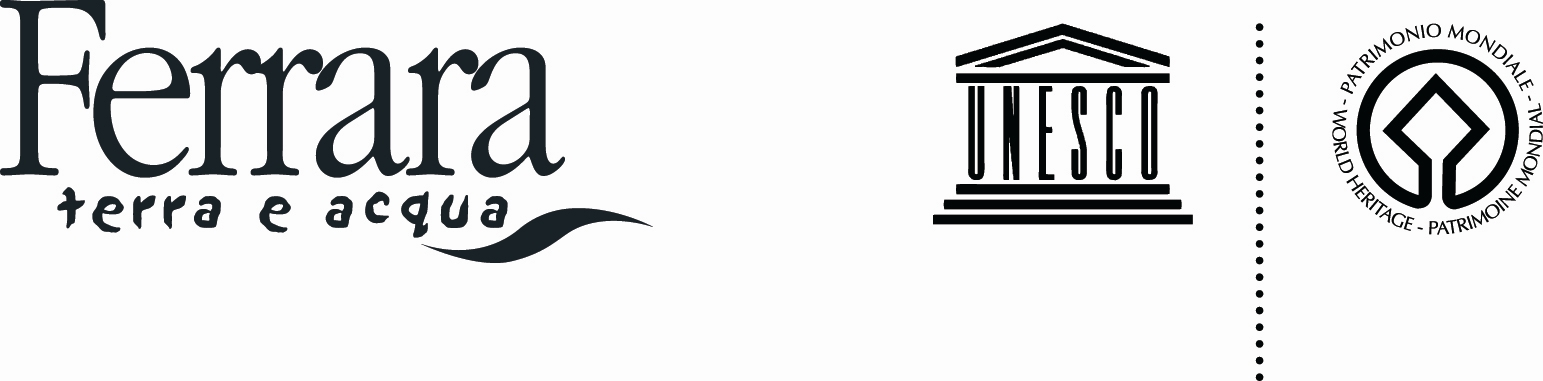 Ferrara
terra e acqua
UNESCO
PATRIMONIO MONDIALE - PATRIMOINE MONDIAL - WORLD HERITAGE -